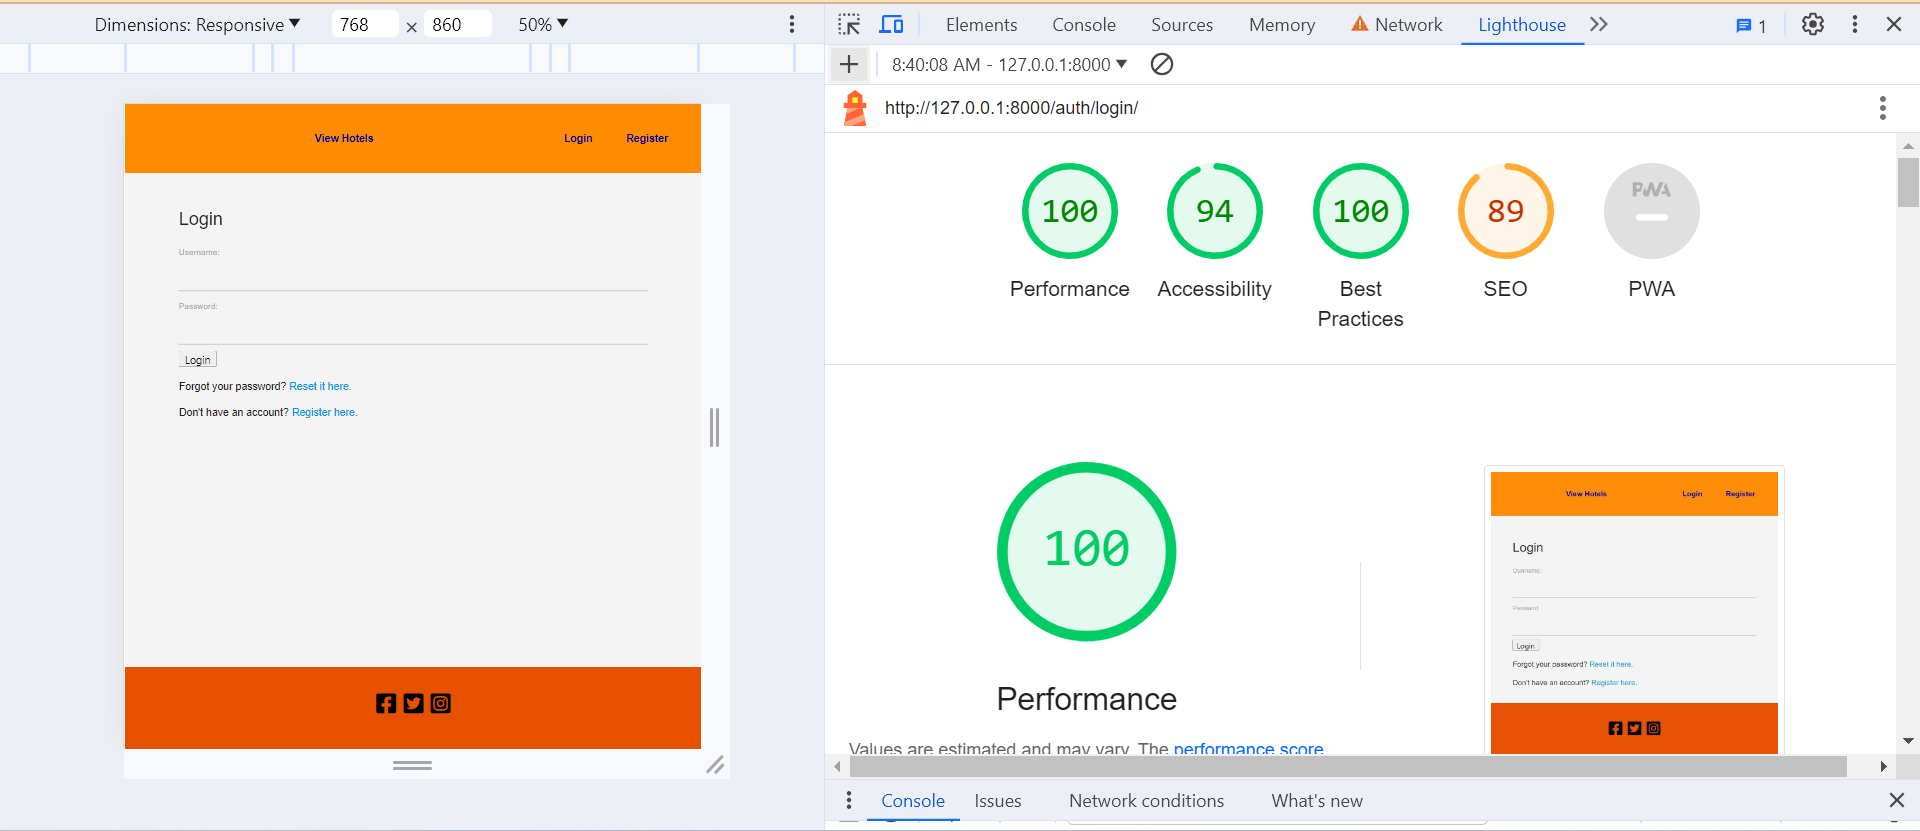 Dimensions: Responsive 768 × 860 50%
View Hotels Login Register
Login
Username:
Password:
Login
Forgot your password? Reset it here.
Don't have an account? Register here.
Elements Console Sources Memory Network Lighthouse 1
8:40:08 AM - 127.0.0.1:8000
http://127.0.0.1:8000/auth/login/
100 94 100 89 PWA
Performance Accessibility Best Practices SEO PWA
100
Performance
Values are estimated and may vary. The performance score
View Hotels Login Register
Login
Username:
Password:
Login
Forgot your password? Reset it here.
Don't have an account? Register here.
Console Issues Network conditions What's new